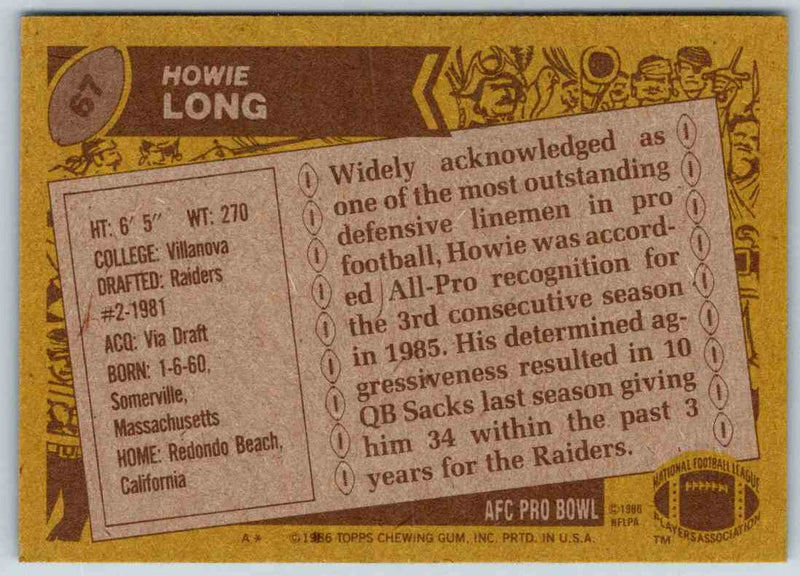 67
HOWIE
LONG
HT: 6' 5" WT: 270
COLLEGE: Villanova
DRAFTED: Raiders
#2-1981
ACQ: Via Draft
BORN: 1-6-60,
Somerville,
Massachusetts
HOME: Redondo Beach,
California
Widely acknowledged as
one of the most outstanding
defensive linemen in pro
football, Howie was accord-
ed All-Pro recognition for
the 3rd consecutive season
in 1985. His determined ag-
gressiveness resulted in 10
QB Sacks last season giving
him 34 within the past 3
years for the Raiders.
AFC PRO BOWL
©1986
NFLPA
NATIONAL FOOTBALL LEAGUE
PLAYERS ASSOCIATION
TM
A* ©1986 TOPPS CHEWING GUM, INC. PRTD. IN U.S.A.